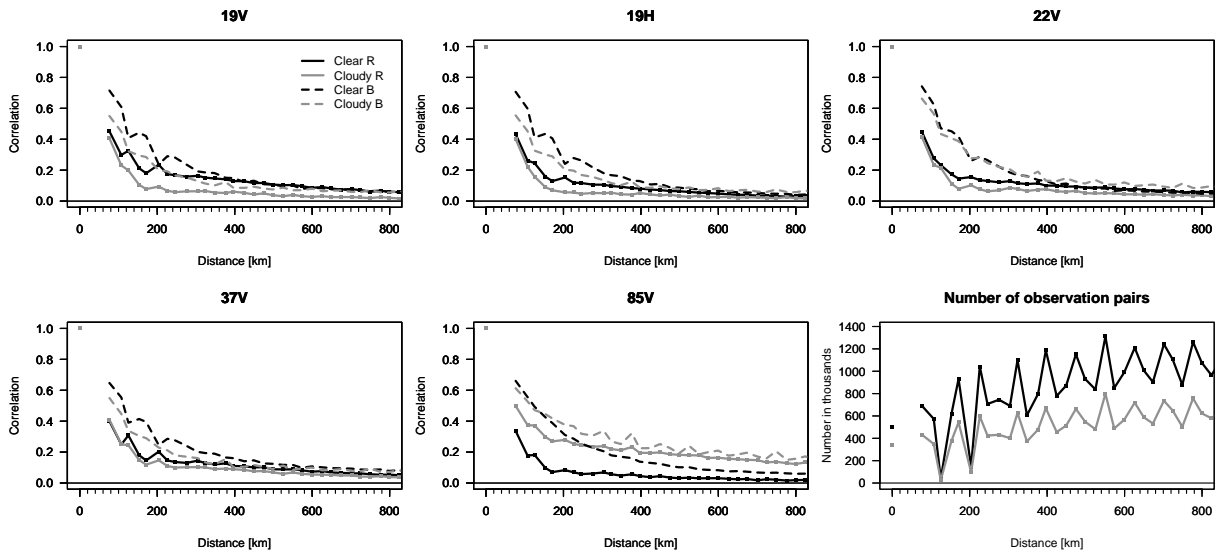 19V
1.0
0.8
0.6
0.4
0.2
0.0
Correlation
Clear R
Cloudy R
Clear B
Cloudy B
0 200 400 600 800
Distance [km]
19H
1.0
0.8
0.6
0.4
0.2
0.0
Correlation
0 200 400 600 800
Distance [km]
22V
1.0
0.8
0.6
0.4
0.2
0.0
Correlation
0 200 400 600 800
Distance [km]
37V
1.0
0.8
0.6
0.4
0.2
0.0
Correlation
0 200 400 600 800
Distance [km]
85V
1.0
0.8
0.6
0.4
0.2
0.0
Correlation
0 200 400 600 800
Distance [km]
Number of observation pairs
1400
1200
1000
800
600
400
200
0
Number in thousands
0 200 400 600 800
Distance [km]